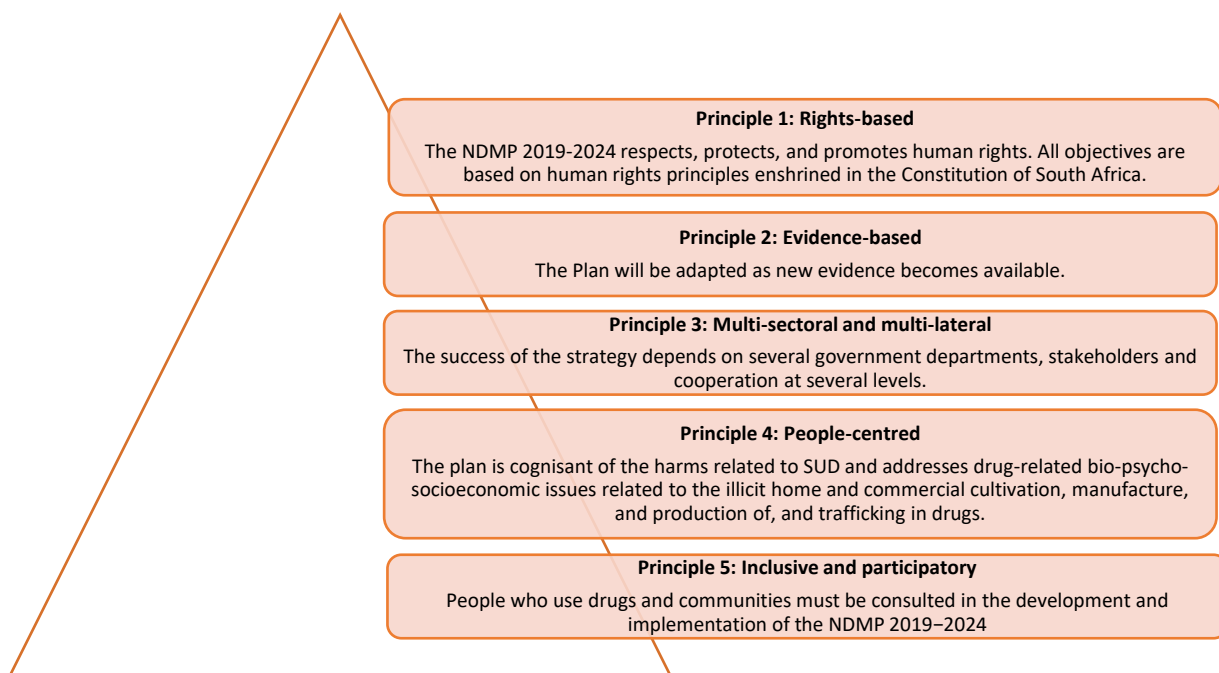 Principle 1: Rights-based
The NDMP 2019-2024 respects, protects, and promotes human rights. All objectives are
based on human rights principles enshrined in the Constitution of South Africa.
Principle 2: Evidence-based
The Plan will be adapted as new evidence becomes available.
Principle 3: Multi-sectoral and multi-lateral
The success of the strategy depends on several government departments, stakeholders and
cooperation at several levels.
Principle 4: People-centred
The plan is cognisant of the harms related to SUD and addresses drug-related bio-psycho-
socioeconomic issues related to the illicit home and commercial cultivation, manufacture,
and production of, and trafficking in drugs.
Principle 5: Inclusive and participatory
People who use drugs and communities must be consulted in the development and
implementation of the NDMP 2019−2024